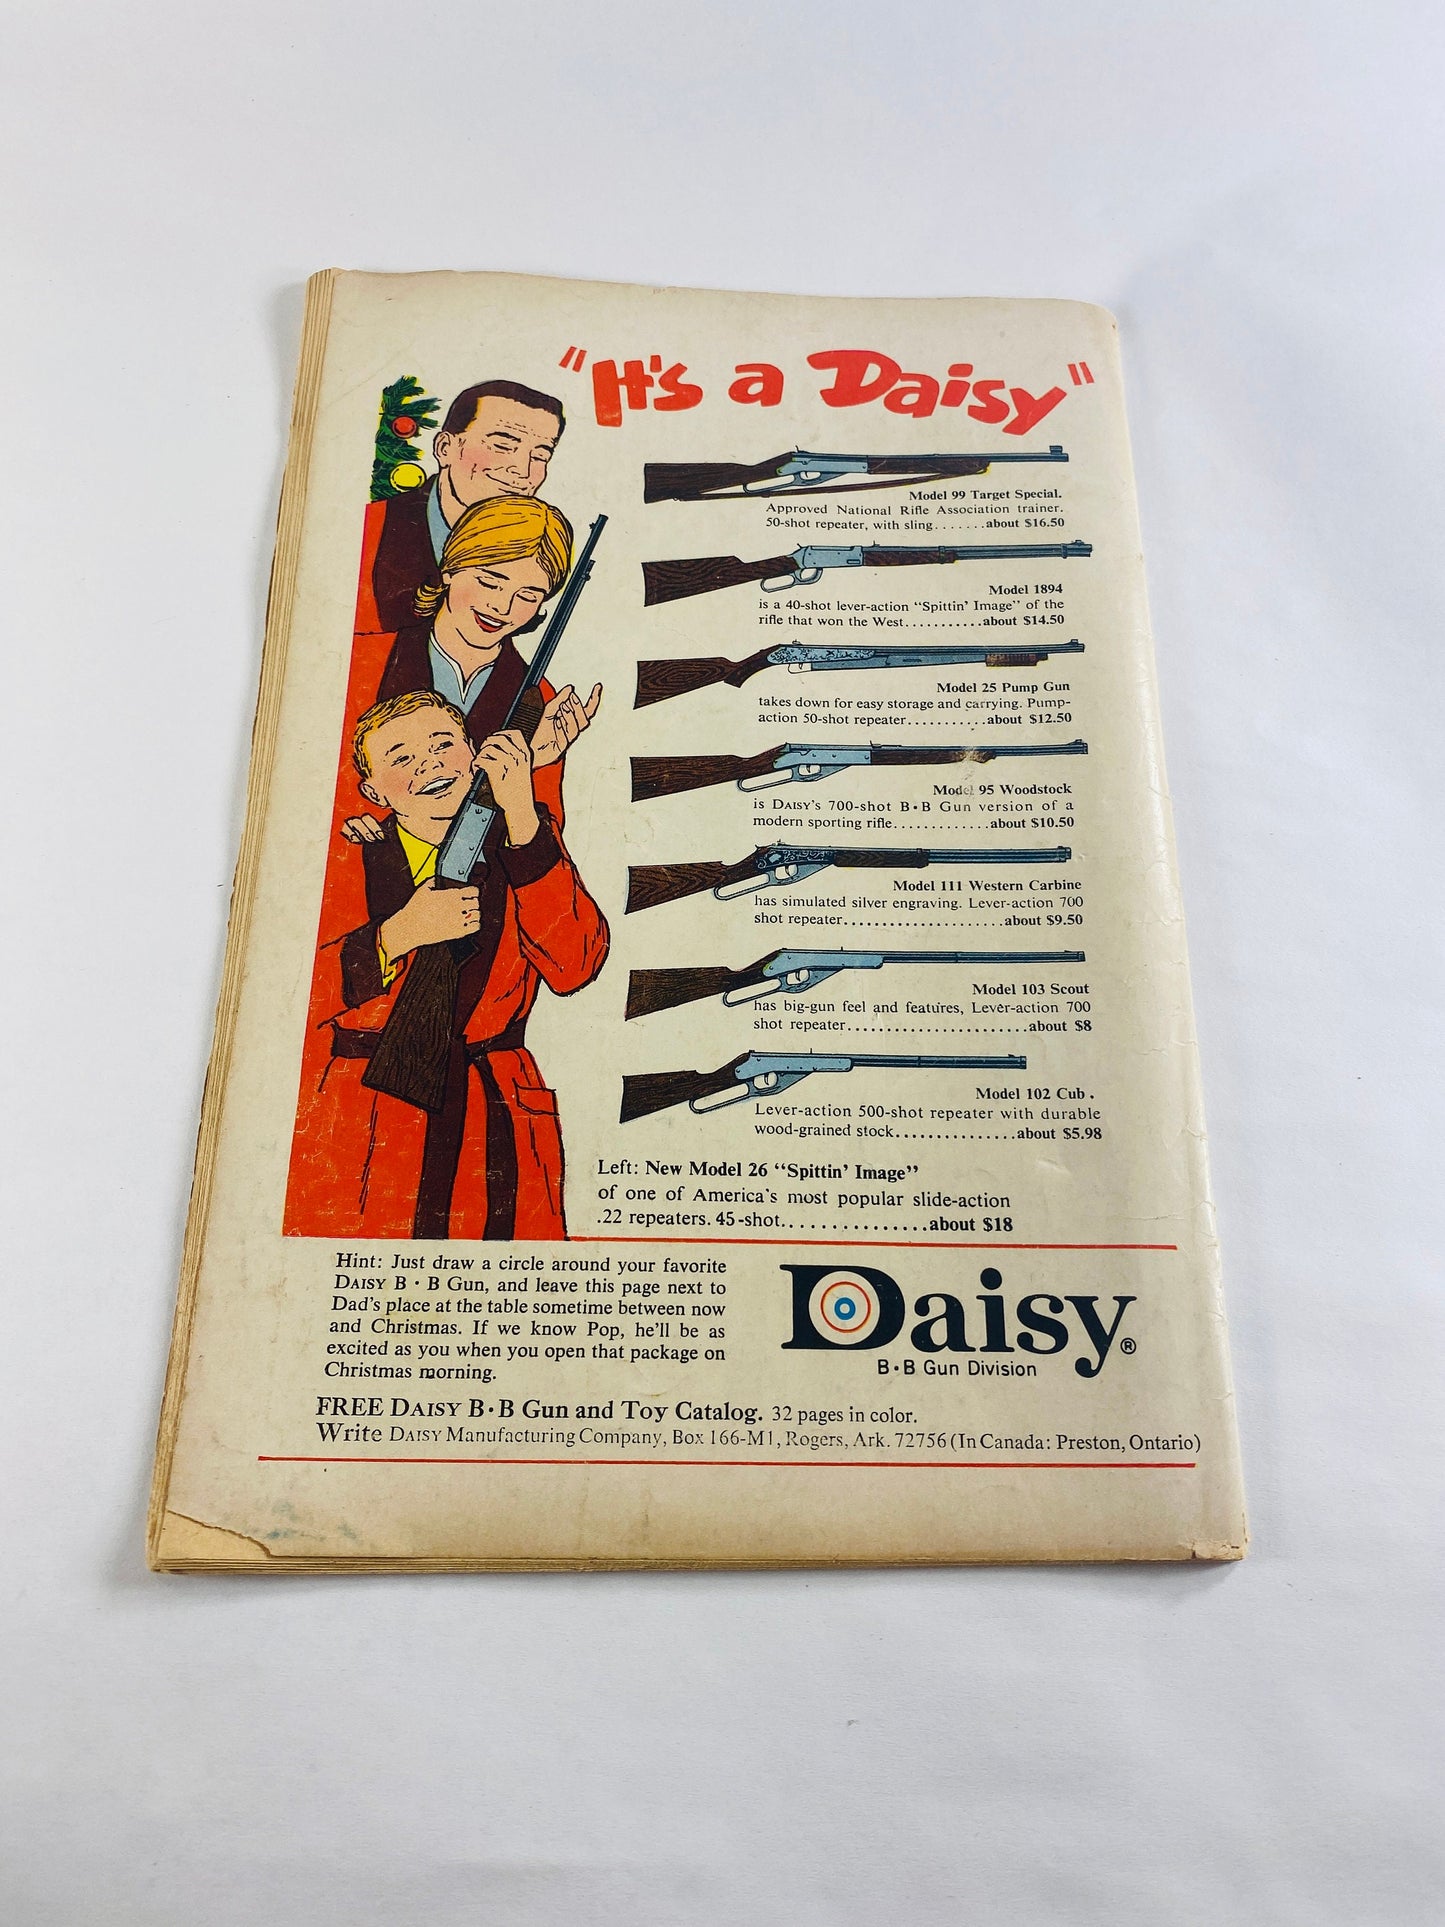 "It's a Daisy"
Model 99 Target Special.
Approved National Rifle Association trainer.
50-shot repeater, with sling.......about $16.50
Model 1894
is a 40-shot lever-action "Spittin' Image" of the
rifle that won the West...........about $14.50
Model 25 Pump Gun
takes down for easy storage and carrying. Pump-
action 50-shot repeater...........about $12.50
Model 95 Woodstock
is DAISY'S 700-shot B•B Gun version of a
modern sporting rifle.............about $10.50
Model 111 Western Carbine
has simulated silver engraving. Lever-action 700
shot repeater......................about $9.50
Model 103 Scout
has big-gun feel and features, Lever-action 700
shot repeater.........................about $8
Model 102 Cub.
Lever-action 500-shot repeater with durable
wood-grained stock...............about $5.98
Left: New Model 26 "Spittin' Image"
of one of America's most popular slide-action
.22 repeaters. 45-shot................about $18
Hint: Just draw a circle around your favorite
DAISY B•B Gun, and leave this page next to
Dad's place at the table sometime between now
and Christmas. If we know Pop, he'll be as
excited as you when you open that package on
Christmas morning.
Daisy®
B•B Gun Division
FREE DAISY B•B Gun and Toy Catalog. 32 pages in color.
Write DAISY Manufacturing Company, Box 166-M1, Rogers, Ark. 72756 (In Canada: Preston, Ontario)